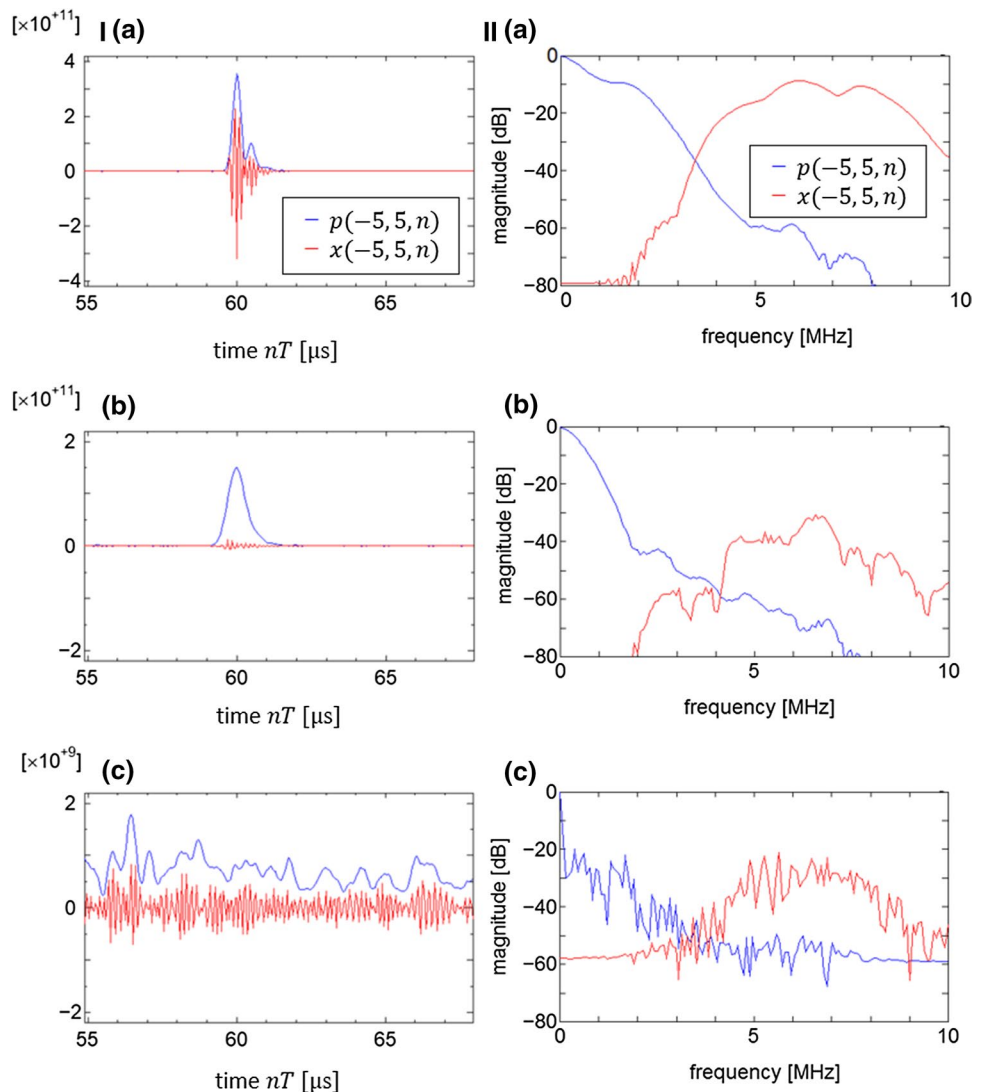 [×10⁺¹¹]
I (a)
4
2
0
−2
−4
p(−5,5,n)
x(−5,5,n)
55 60 65
time nT [μs]
II (a)
0
−20
−40
−60
−80
magnitude [dB]
p(−5,5,n)
x(−5,5,n)
0 5 10
frequency [MHz]
[×10⁺¹¹]
(b)
2
0
−2
55 60 65
time nT [μs]
(b)
0
−20
−40
−60
−80
magnitude [dB]
0 5 10
frequency [MHz]
[×10⁺⁹]
(c)
2
0
−2
55 60 65
time nT [μs]
(c)
0
−20
−40
−60
−80
magnitude [dB]
0 5 10
frequency [MHz]